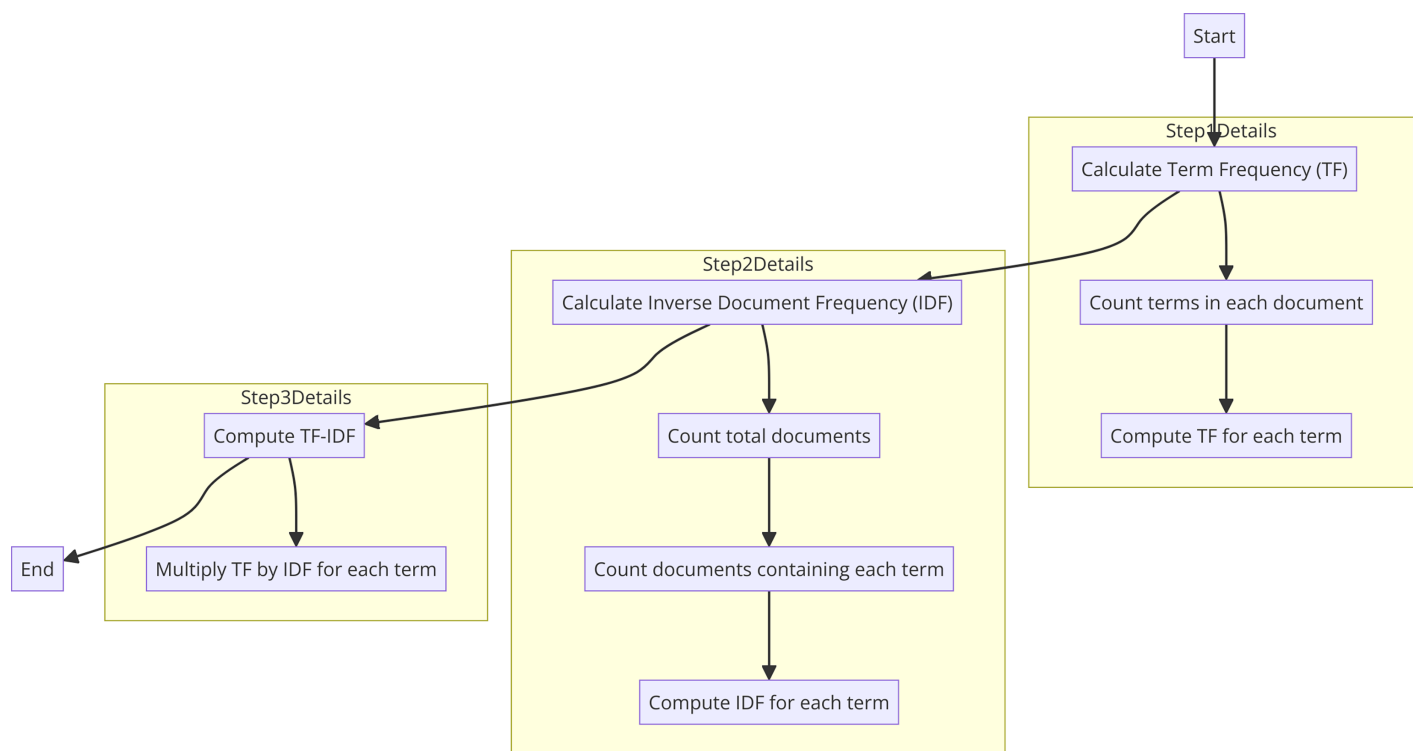 Start
Step1Details
Calculate Term Frequency (TF)
Step2Details
Calculate Inverse Document Frequency (IDF)
Count terms in each document
Step3Details
Compute TF-IDF
Count total documents
Compute TF for each term
End
Multiply TF by IDF for each term
Count documents containing each term
Compute IDF for each term